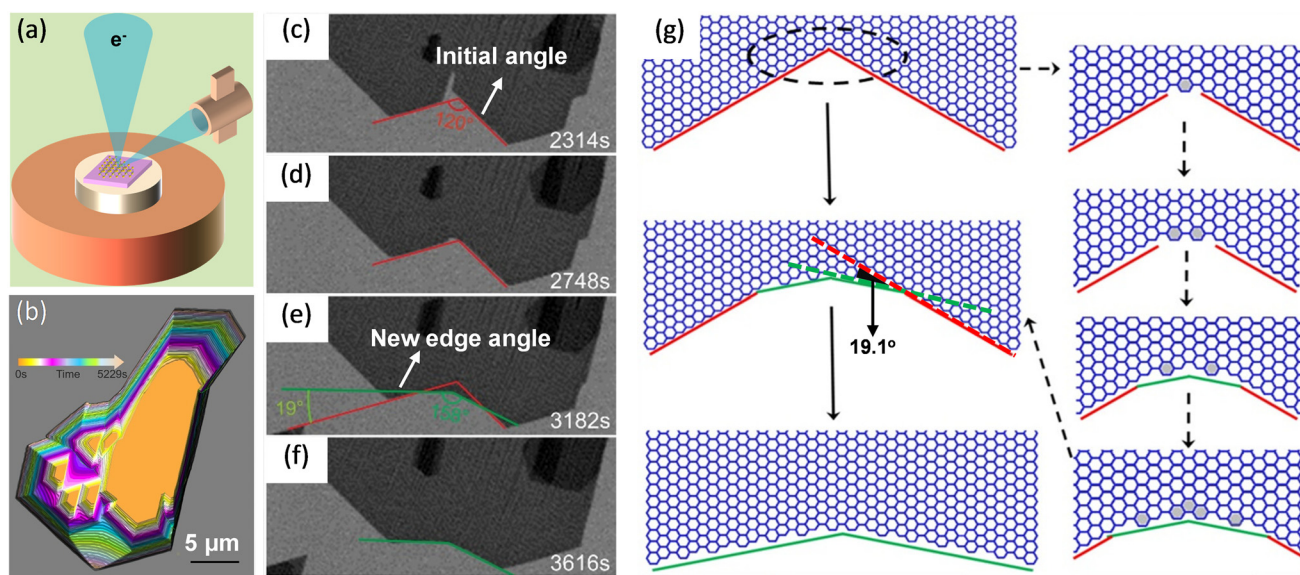 (a)
e-
(b)
0s Time 5229s
5 μm
(c)
Initial angle
120°
2314s
(d)
2748s
(e)
New edge angle
19°
3182s
(f)
3616s
(g)
19.1°